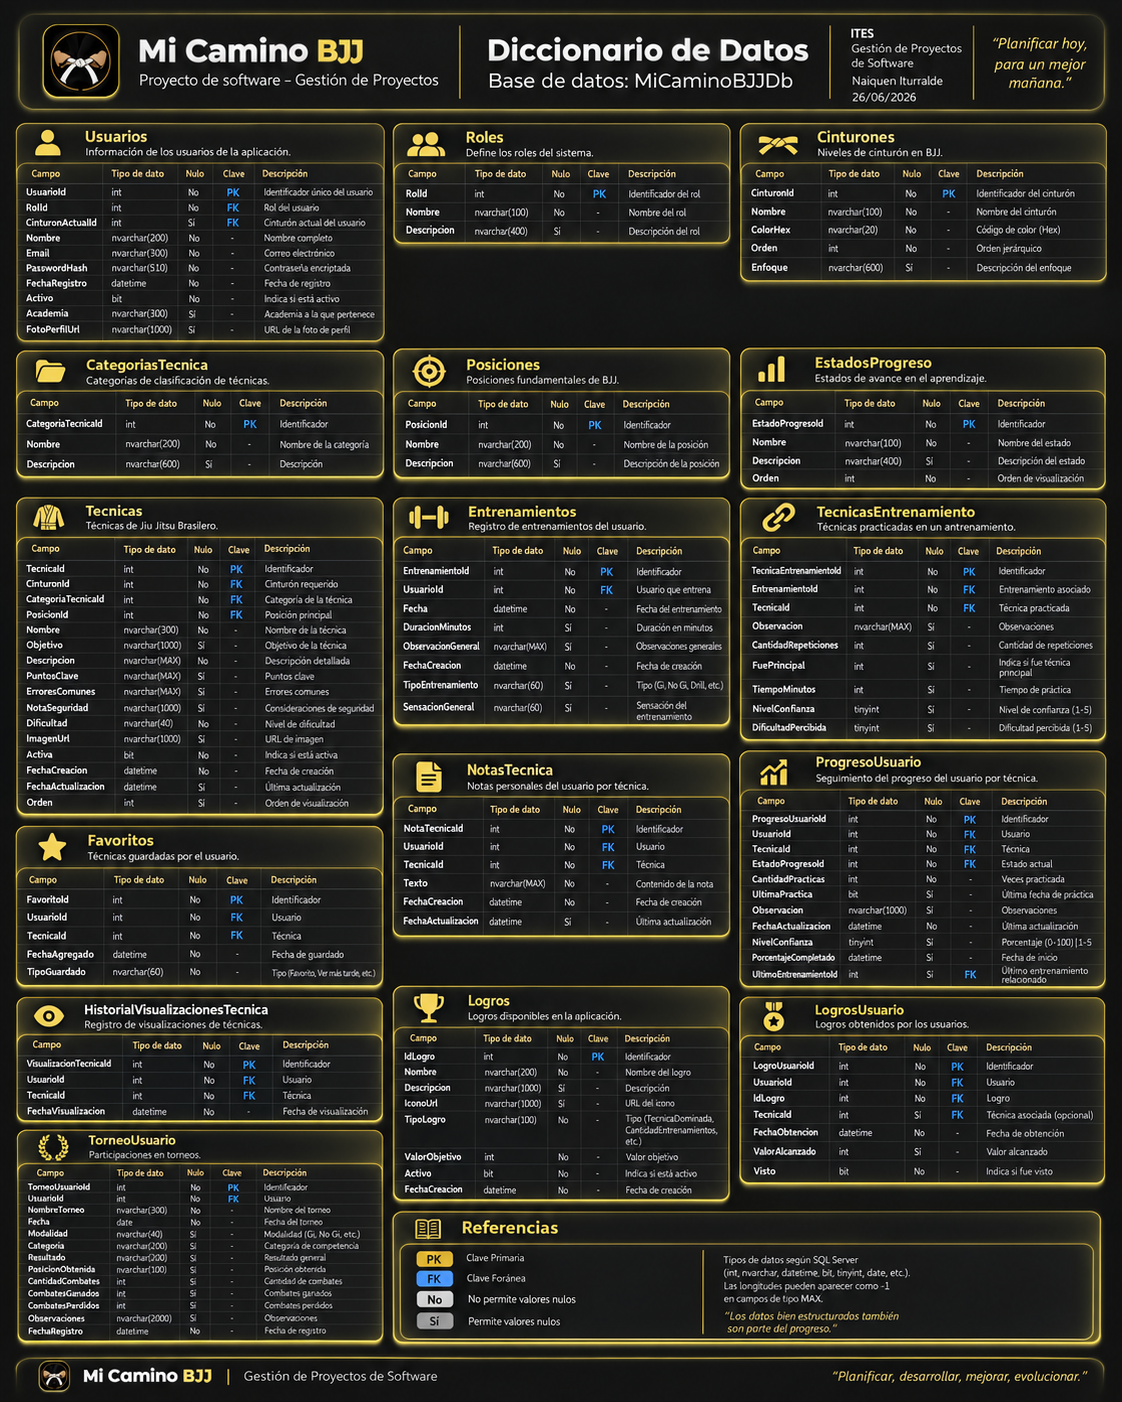 Mi Camino BJJ
Proyecto de software – Gestión de Proyectos
Diccionario de Datos
Base de datos: MiCaminoBJJDb
ITES
Gestión de Proyectos
de Software
Naiquen Iturralde
26/06/2026
“Planificar hoy,
para un mejor
mañana.”
Usuarios
Información de los usuarios de la aplicación.
Campo Tipo de dato Nulo Clave Descripción
UsuarioId int No PK Identificador único del usuario
RolId int No FK Rol del usuario
CinturonActualId int Sí FK Cinturón actual del usuario
Nombre nvarchar(200) No - Nombre completo
Email nvarchar(300) No - Correo electrónico
PasswordHash nvarchar(510) No - Contraseña encriptada
FechaRegistro datetime No - Fecha de registro
Activo bit No - Indica si está activo
Academia nvarchar(300) Sí - Academia a la que pertenece
FotoPerfilUrl nvarchar(1000) Sí - URL de la foto de perfil
Roles
Define los roles del sistema.
Campo Tipo de dato Nulo Clave Descripción
RolId int No PK Identificador del rol
Nombre nvarchar(100) No - Nombre del rol
Descripcion nvarchar(400) Sí - Descripción del rol
Cinturones
Niveles de cinturón en BJJ.
Campo Tipo de dato Nulo Clave Descripción
CinturonId int No PK Identificador del cinturón
Nombre nvarchar(100) No - Nombre del cinturón
ColorHex nvarchar(20) No - Código de color (Hex)
Orden int No - Orden jerárquico
Enfoque nvarchar(600) Sí - Descripción del enfoque
CategoriasTecnica
Categorias de clasificación de técnicas.
Campo Tipo de dato Nulo Clave Descripción
CategoriaTecnicaId int No PK Identificador
Nombre nvarchar(200) No - Nombre de la categoría
Descripcion nvarchar(600) Sí - Descripción
Posiciones
Posiciones fundamentales de BJJ.
Campo Tipo de dato Nulo Clave Descripción
PosicionId int No PK Identificador
Nombre nvarchar(200) No - Nombre de la posición
Descripcion nvarchar(600) Sí - Descripción de la posición
EstadosProgreso
Estados de avance en el aprendizaje.
Campo Tipo de dato Nulo Clave Descripción
EstadoProgresoId int No PK Identificador
Nombre nvarchar(100) No - Nombre del estado
Descripcion nvarchar(400) Sí - Descripción del estado
Orden int No - Orden de visualización
Tecnicas
Técnicas de Jiu Jitsu Brasilero.
Campo Tipo de dato Nulo Clave Descripción
TecnicaId int No PK Identificador
CinturonId int No FK Cinturón requerido
CategoriaTecnicaId int No FK Categoría de la técnica
PosicionId int No FK Posición principal
Nombre nvarchar(300) No - Nombre de la técnica
Objetivo nvarchar(1000) Sí - Objetivo de la técnica
Descripcion nvarchar(MAX) No - Descripción detallada
PuntosClave nvarchar(MAX) Sí - Puntos clave
ErroresComunes nvarchar(MAX) Sí - Errores comunes
NotaSeguridad nvarchar(1000) Sí - Consideraciones de seguridad
Dificultad nvarchar(40) No - Nivel de dificultad
ImagenUrl nvarchar(1000) Sí - URL de imagen
Activa bit No - Indica si está activa
FechaCreacion datetime No - Fecha de creación
FechaActualizacion datetime Sí - Última actualización
Orden int Sí - Orden de visualización
Entrenamientos
Registro de entrenamientos del usuario.
Campo Tipo de dato Nulo Clave Descripción
EntrenamientoId int No PK Identificador
UsuarioId int No FK Usuario que entrena
Fecha datetime No - Fecha del entrenamiento
DuracionMinutos int Sí - Duración en minutos
ObservacionGeneral nvarchar(MAX) Sí - Observaciones generales
FechaCreacion datetime No - Fecha de creación
TipoEntrenamiento nvarchar(60) Sí - Tipo (Gi, No Gi, Drill, etc.)
SensacionGeneral nvarchar(60) Sí - Sensación del
entrenamiento
TecnicasEntrenamiento
Técnicas practicadas en un antrenamiento.
Campo Tipo de dato Nulo Clave Descripción
TecnicaEntrenamientoId int No PK Identificador
EntrenamientoId int No FK Entrenamiento asociado
TecnicaId int No FK Técnica practicada
Observacion nvarchar(MAX) Sí - Observaciones
CantidadRepeticiones int Sí - Cantidad de repeticiones
FuePrincipal int Sí - Indica si fue técnica
principal
TiempoMinutos int Sí - Tiempo de práctica
NivelConfianza tinyint Sí - Nivel de confianza (1-5)
DificultadPercibida tinyint Sí - Dificultad percibida (1-5)
NotasTecnica
Notas personales del usuario por técnica.
Campo Tipo de dato Nulo Clave Descripción
NotaTecnicaId int No PK Identificador
UsuarioId int No FK Usuario
TecnicaId int No FK Técnica
Texto nvarchar(MAX) No - Contenido de la nota
FechaCreacion datetime No - Fecha de creación
FechaActualizacion datetime Sí - Última actualización
ProgresoUsuario
Seguimiento del progreso del usuario por técnica.
Campo Tipo de dato Nulo Clave Descripción
ProgresoUsuarioId int No PK Identificador
UsuarioId int No FK Usuario
TecnicaId int No FK Técnica
EstadoProgresoId int No FK Estado actual
CantidadPracticas int No - Veces practicada
UltimaPractica bit Sí - Última fecha de práctica
Observacion nvarchar(1000) Sí - Observaciones
FechaActualizacion datetime No - Última actualización
NivelConfianza tinyint Sí - Porcentaje (0-100) |1-5
PorcentajeCompletado datetime Sí - Fecha de inicio
UltimoEntrenamientoId int Sí FK Último entrenamiento
relacionado
Favoritos
Técnicas guardadas por el usuario.
Campo Tipo de dato Nulo Clave Descripción
FavoritoId int No PK Identificador
UsuarioId int No FK Usuario
TecnicaId int No FK Técnica
FechaAgregado datetime No - Fecha de guardado
TipoGuardado nvarchar(60) No - Tipo (Favorito, Ver más tarde, etc.)
HistorialVisualizacionesTecnica
Registro de visualizaciones de técnicas.
Campo Tipo de dato Nulo Clave Descripción
VisualizacionTecnicaId int No PK Identificador
UsuarioId int No FK Usuario
TecnicaId int No FK Técnica
FechaVisualizacion datetime No - Fecha de visualización
Logros
Logros disponibles en la aplicación.
Campo Tipo de dato Nulo Clave Descripción
IdLogro int No PK Identificador
Nombre nvarchar(200) No - Nombre del logro
Descripcion nvarchar(1000) Sí - Descripción
IconoUrl nvarchar(1000) Sí - URL del icono
TipoLogro nvarchar(100) No - Tipo (TecnicaDominada,
CantidadEntrenamientos,
etc.)
ValorObjetivo int No - Valor objetivo
Activo bit No - Indica si está activo
FechaCreacion datetime No - Fecha de creación
LogrosUsuario
Logros obtenidos por los usuarios.
Campo Tipo de dato Nulo Clave Descripción
LogroUsuarioId int No PK Identificador
UsuarioId int No FK Usuario
IdLogro int No FK Logro
TecnicaId int Sí FK Técnica asociada (opcional)
FechaObtencion datetime No - Fecha de obtención
ValorAlcanzado int Sí - Valor alcanzado
Visto bit No - Indica si fue visto
TorneoUsuario
Participaciones en torneos.
Campo Tipo de dato Nulo Clave Descripción
TorneoUsuarioId int No PK Identificador
UsuarioId int No FK Usuario
NombreTorneo nvarchar(300) No - Nombre del torneo
Fecha date No - Fecha del torneo
Modalidad nvarchar(40) Sí - Modalidad (Gi, No Gi, etc.)
Categoria nvarchar(200) Sí - Categoría de competencia
Resultado nvarchar(200) Sí - Resultado general
PosicionObtenida nvarchar(100) Sí - Posición obtenida
CantidadCombates int Sí - Cantidad de combates
CombatesGanados int Sí - Combates ganados
CombatesPerdidos int Sí - Combates perdidos
Observaciones nvarchar(2000) Sí - Observaciones
FechaRegistro datetime No - Fecha de registro
Referencias
PK Clave Primaria
FK Clave Foránea
No No permite valores nulos
Sí Permite valores nulos
Tipos de datos según SQL Server
(int, nvarchar, datetime, bit, tinyint, date, etc.).
Las longitudes pueden aparecer como -1
en campos de tipo MAX.
“Los datos bien estructurados también
son parte del progreso.”
Mi Camino BJJ | Gestión de Proyectos de Software
“Planificar, desarrollar, mejorar, evolucionar.”